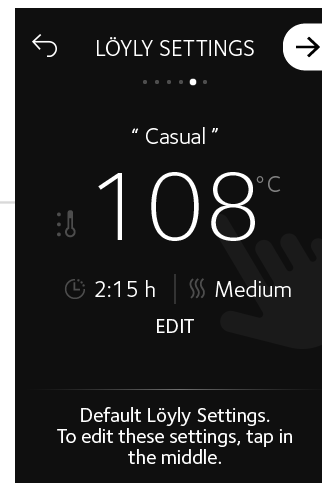 LÖYLY SETTINGS
“ Casual ”
108 °C
2:15 h Medium
EDIT
Default Löyly Settings.
To edit these settings, tap in
the middle.